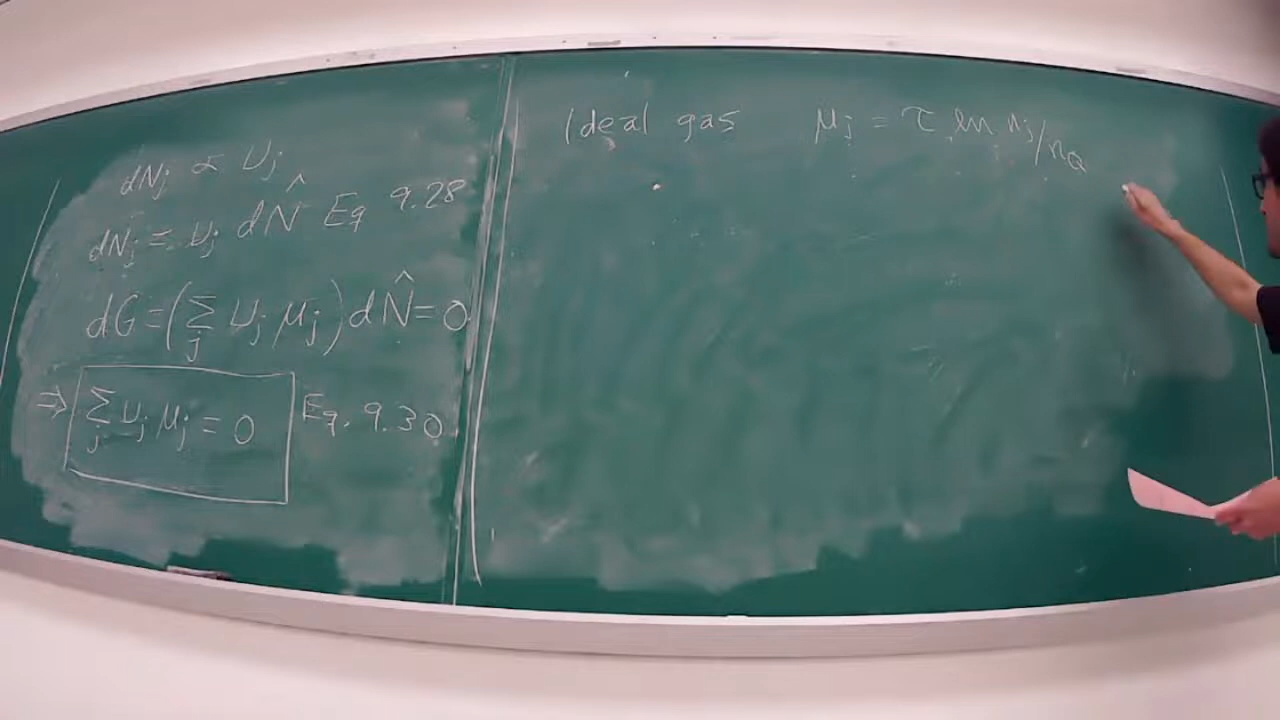 dNj ∝ νj
dNj = νj dN̂ Eq 9.28
dG = (∑j νj μj) dN̂ = 0
⇒ ∑j νj μj = 0 Eq. 9.30
Ideal gas μj = τ ln nj/nQ